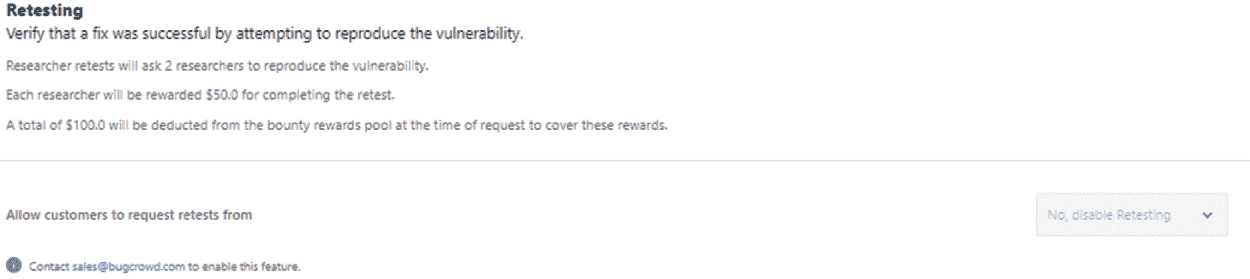 Retesting
Verify that a fix was successful by attempting to reproduce the vulnerability.
Researcher retests will ask 2 researchers to reproduce the vulnerability.
Each researcher will be rewarded $50.0 for completing the retest.
A total of $100.0 will be deducted from the bounty rewards pool at the time of request to cover these rewards.
Allow customers to request retests from
No, disable Retesting
Contact sales@bugcrowd.com to enable this feature.